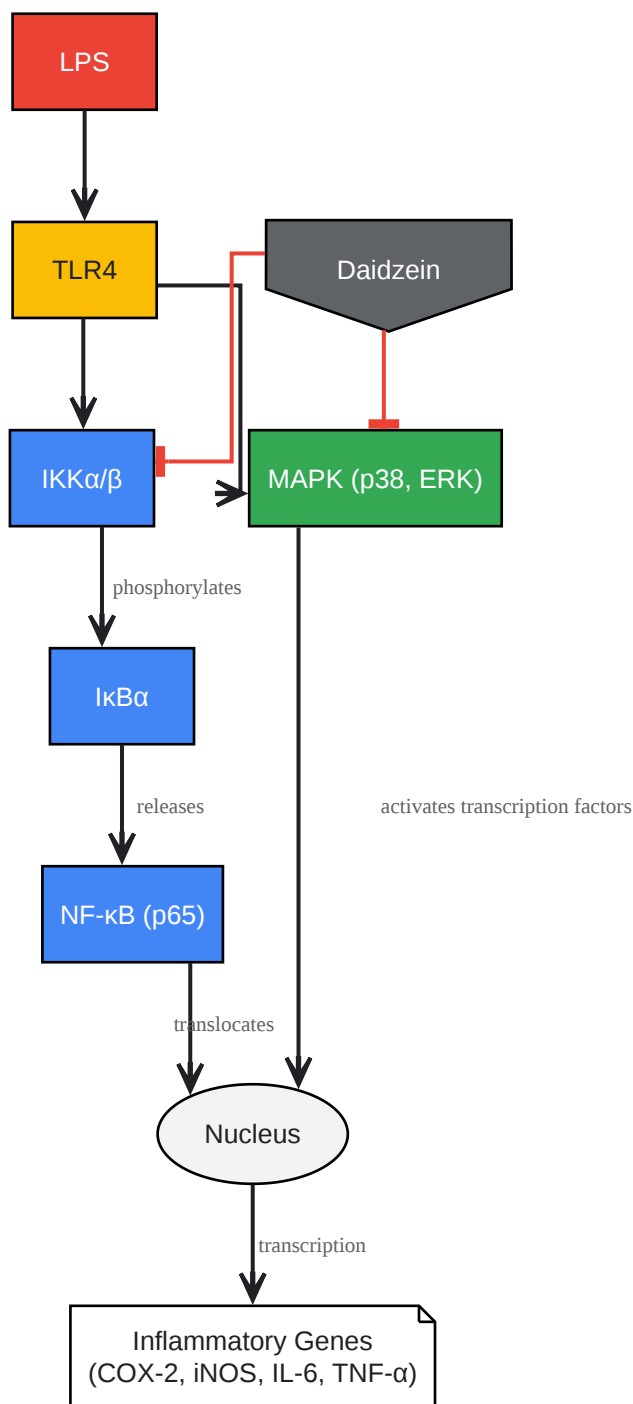 LPS
TLR4
Daidzein
IKKα/β
MAPK (p38, ERK)
phosphorylates
IκBα
releases
activates transcription factors
NF-κB (p65)
translocates
Nucleus
transcription
Inflammatory Genes
(COX-2, iNOS, IL-6, TNF-α)